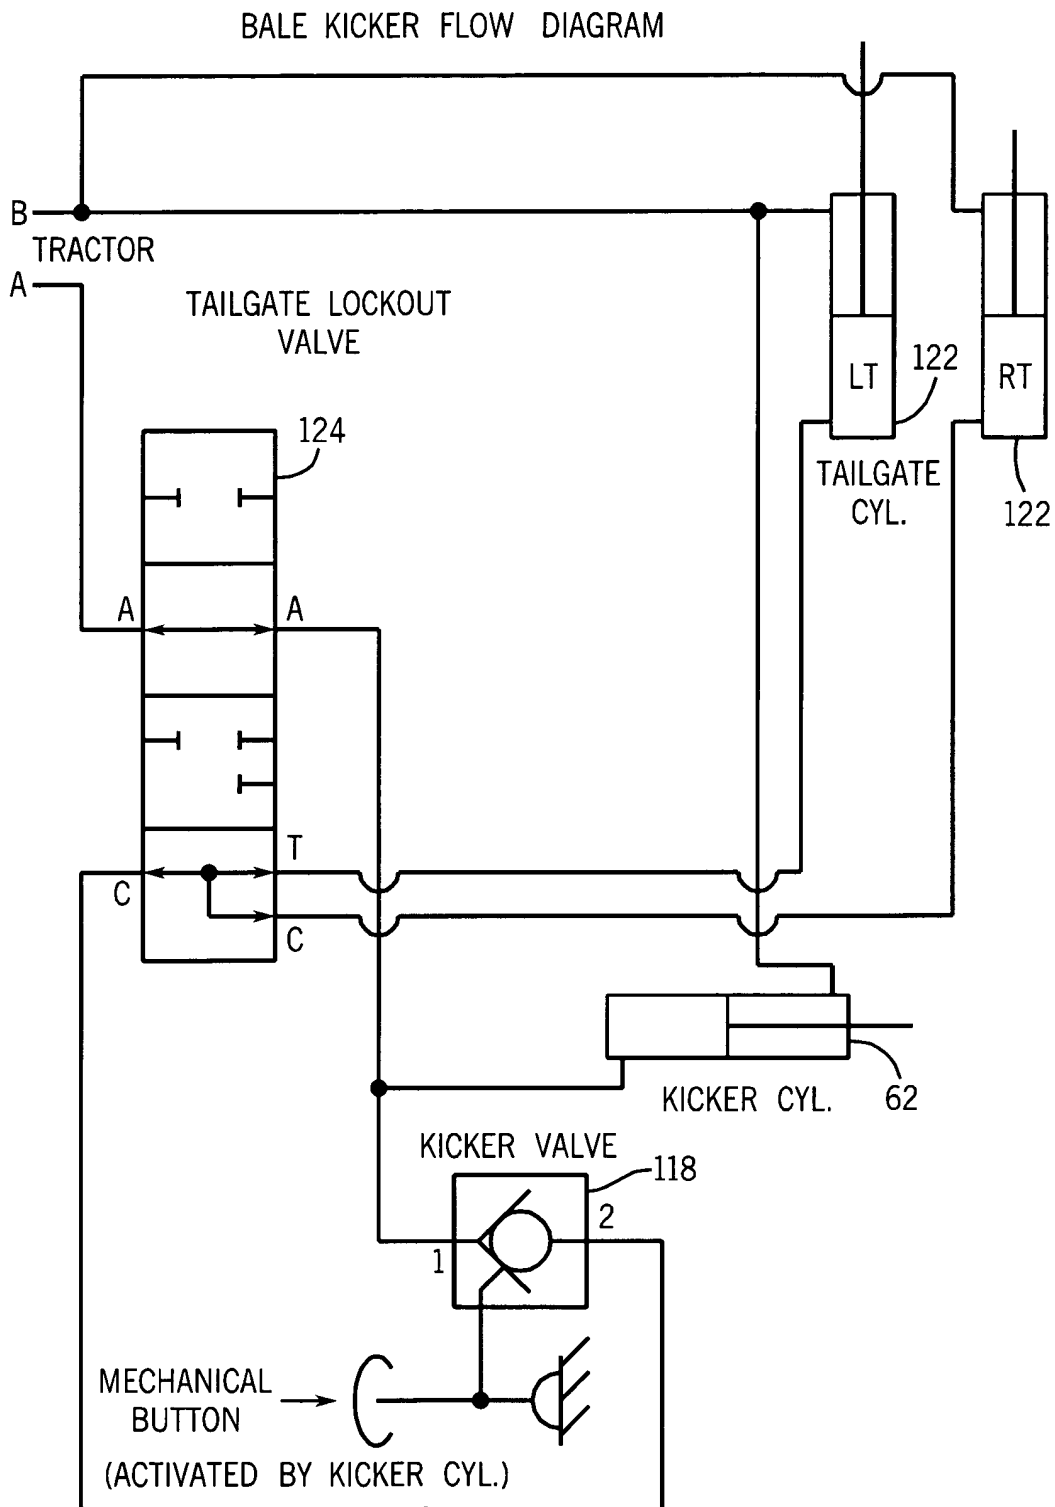 BALE KICKER FLOW DIAGRAM
B
TRACTOR
A
TAILGATE LOCKOUT
VALVE
LT
122
RT
124
TAILGATE
CYL.
122
A
A
T
C
C
KICKER CYL.
62
KICKER VALVE
118
2
1
MECHANICAL
BUTTON
(ACTIVATED BY KICKER CYL.)